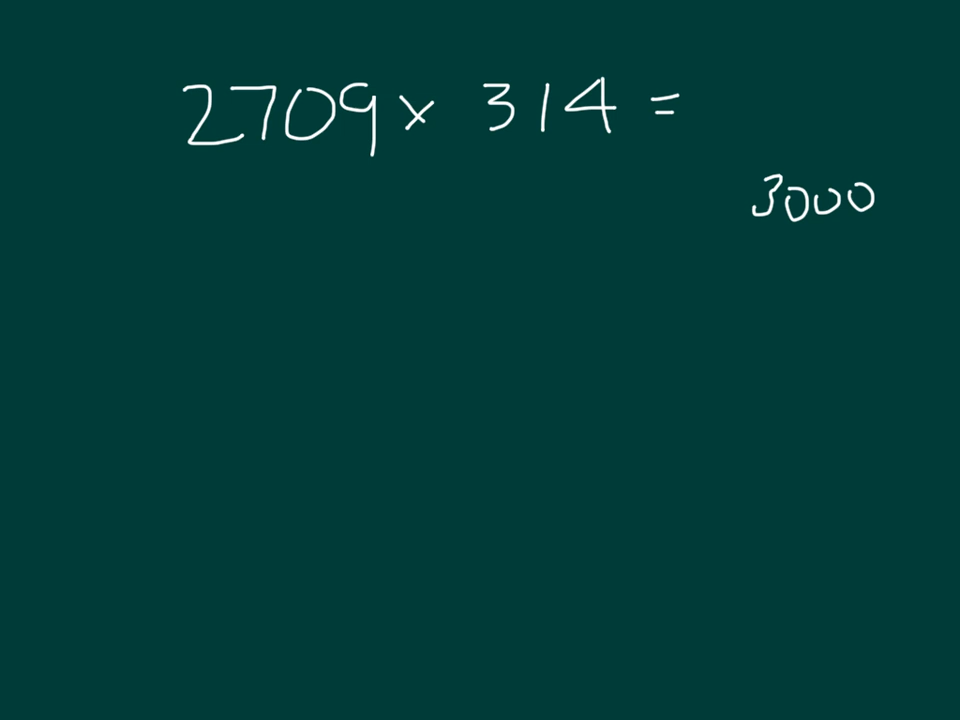 2709 × 314 =
3000